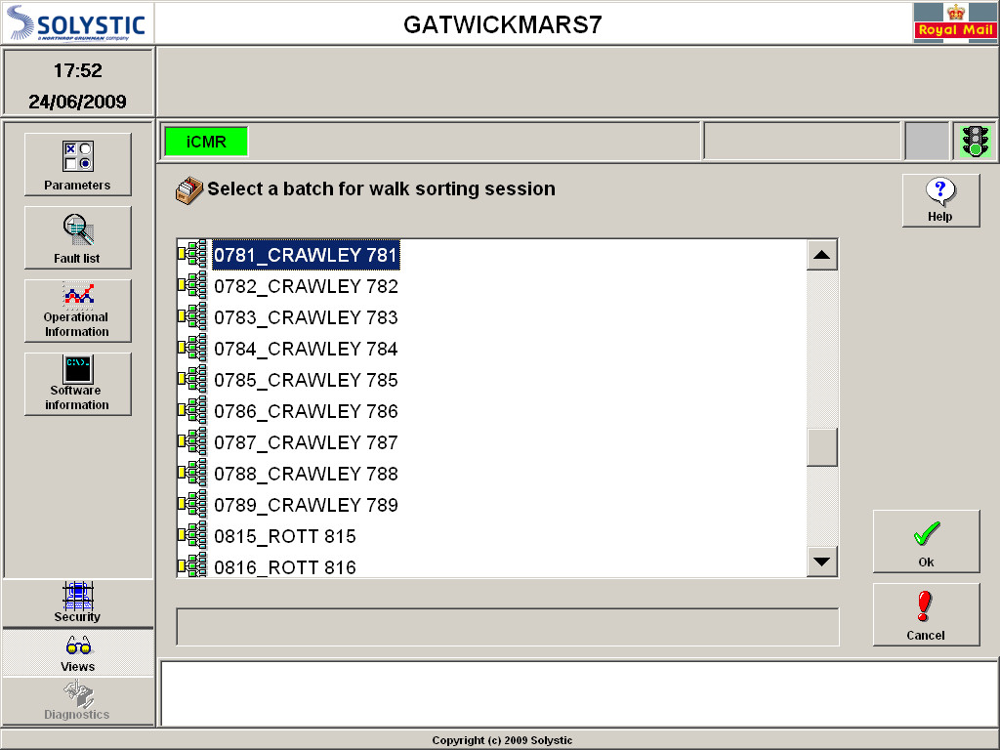 SOLYSTIC
a NORTHROP GRUMMAN company
GATWICKMARS7
Royal Mail
17:52
24/06/2009
iCMR
Parameters
Select a batch for walk sorting session
Help
Fault list
Operational
Information
C:\>.
Software
information
0781_CRAWLEY 781
0782_CRAWLEY 782
0783_CRAWLEY 783
0784_CRAWLEY 784
0785_CRAWLEY 785
0786_CRAWLEY 786
0787_CRAWLEY 787
0788_CRAWLEY 788
0789_CRAWLEY 789
0815_ROTT 815
0816_ROTT 816
Ok
Cancel
Security
Views
Diagnostics
Copyright (c) 2009 Solystic